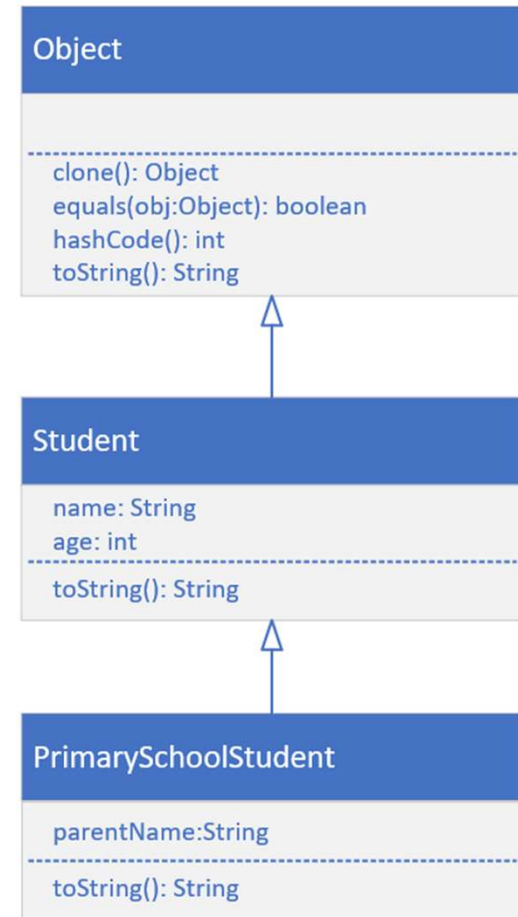 Object
clone(): Object
equals(obj:Object): boolean
hashCode(): int
toString(): String
Student
name: String
age: int
toString(): String
PrimarySchoolStudent
parentName:String
toString(): String